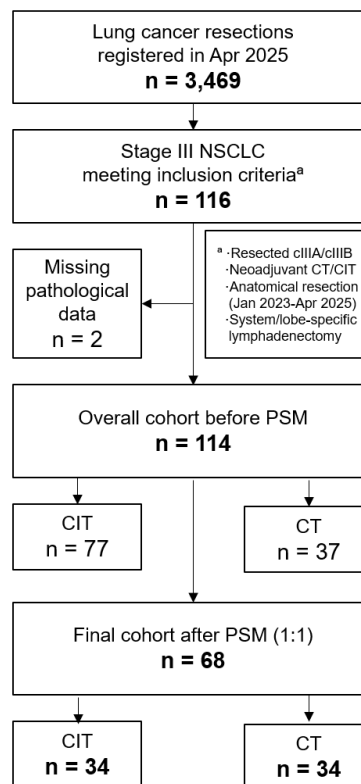 Lung cancer resections
registered in Apr 2025
n = 3,469
Stage III NSCLC
meeting inclusion criteriaᵃ
n = 116
Missing
pathological
data
n = 2
ᵃ ·Resected cIIIA/cIIIB
·Neoadjuvant CT/CIT
·Anatomical resection
(Jan 2023-Apr 2025)
·System/lobe-specific
lymphadenectomy
Overall cohort before PSM
n = 114
CIT
n = 77
CT
n = 37
Final cohort after PSM (1:1)
n = 68
CIT
n = 34
CT
n = 34